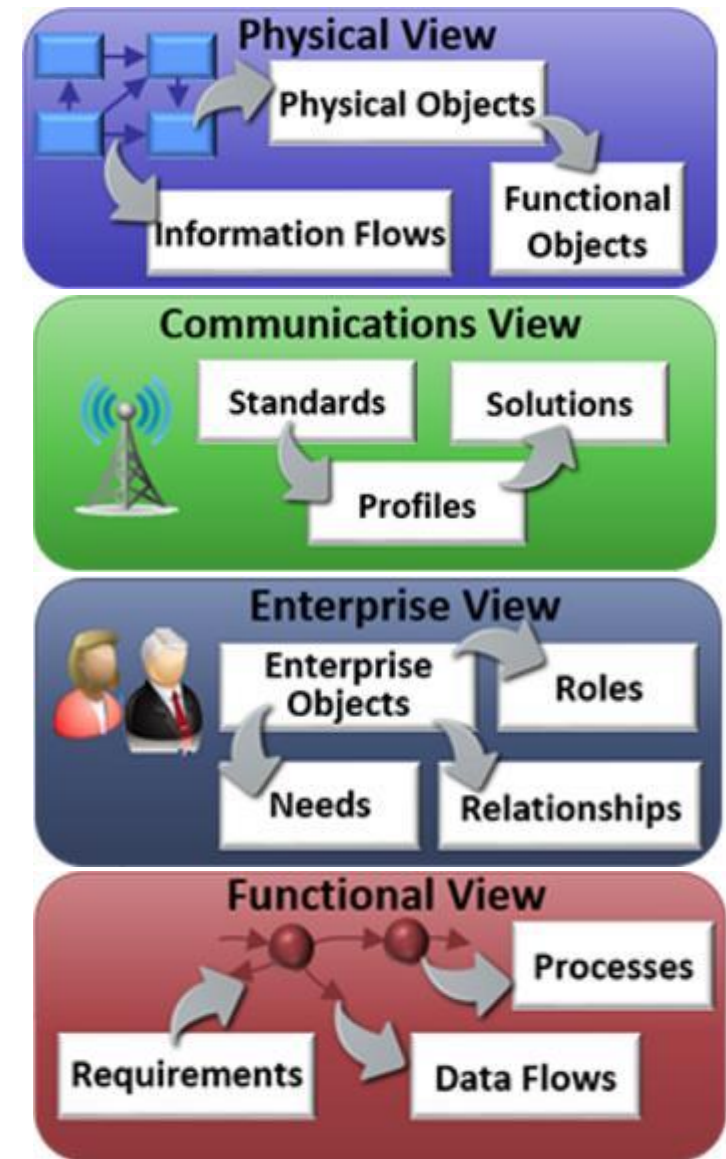 Physical View
Physical Objects
Functional
Objects
Information Flows
Communications View
Standards
Solutions
Profiles
Enterprise View
Enterprise
Objects
Roles
Needs
Relationships
Functional View
Processes
Requirements
Data Flows